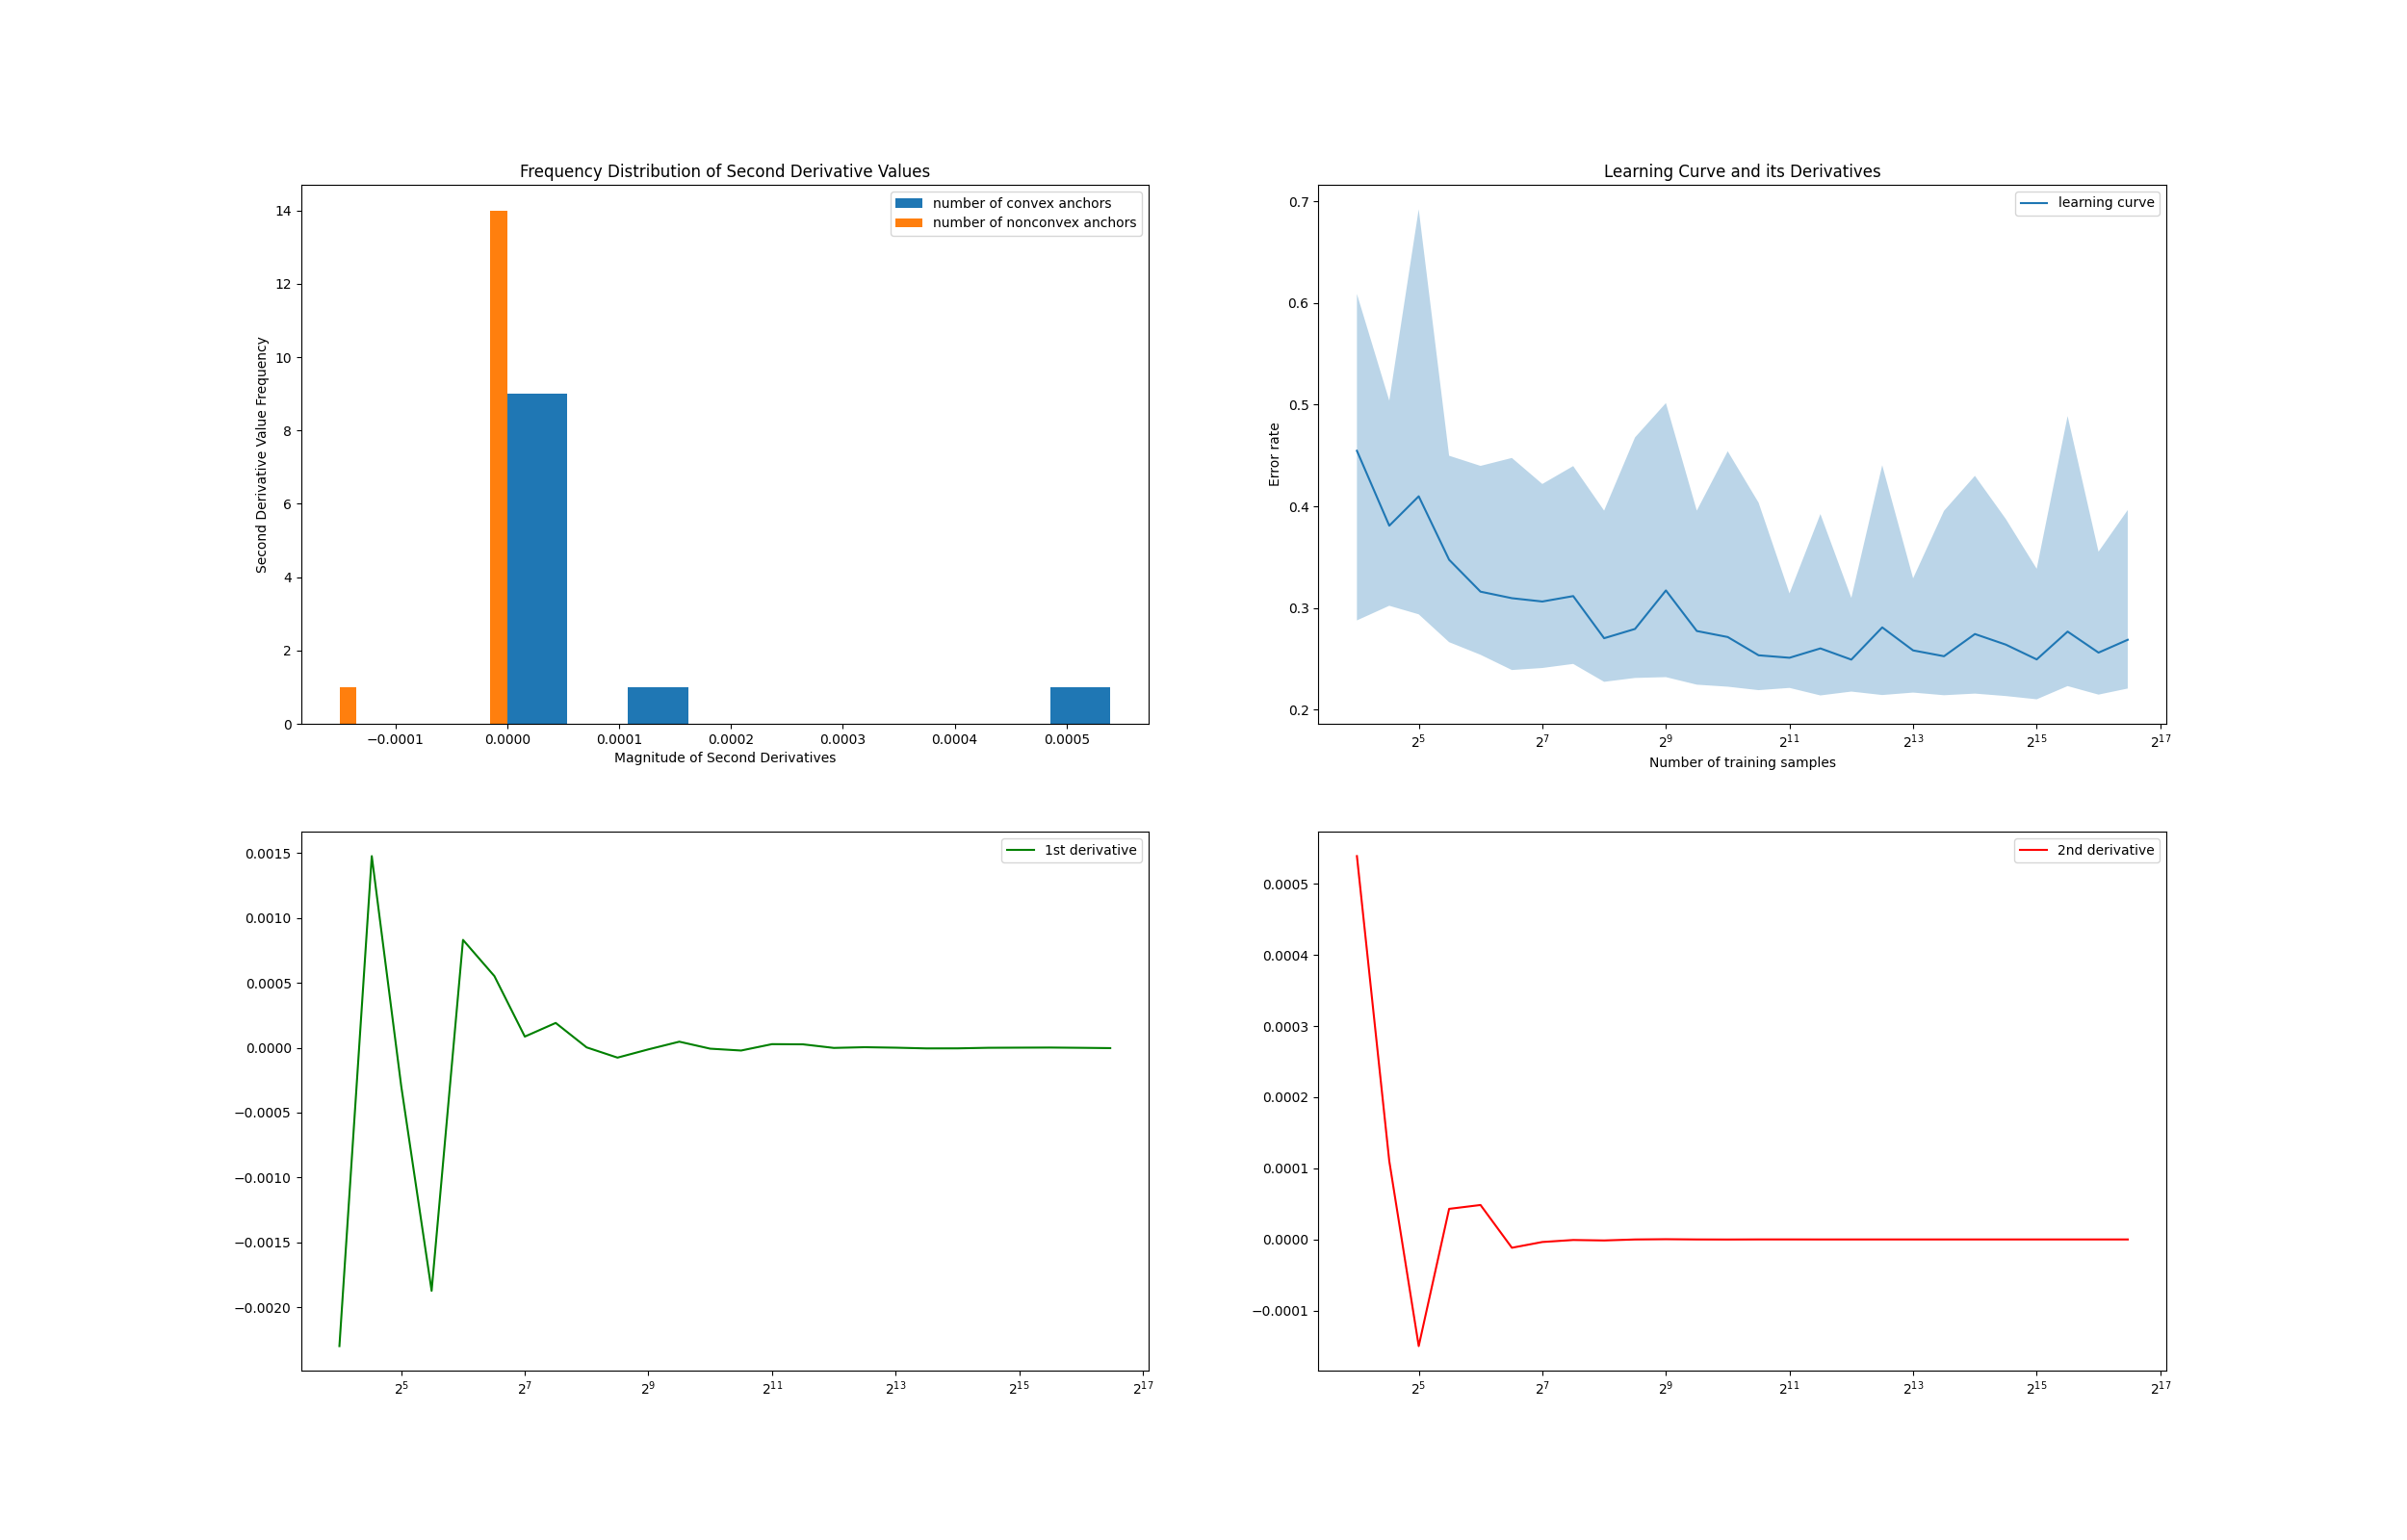 Frequency Distribution of Second Derivative Values
number of convex anchors
number of nonconvex anchors
Second Derivative Value Frequency
14
12
10
8
6
4
2
0
−0.0001 0.0000 0.0001 0.0002 0.0003 0.0004 0.0005
Magnitude of Second Derivatives
Learning Curve and its Derivatives
learning curve
Error rate
0.7
0.6
0.5
0.4
0.3
0.2
2^5 2^7 2^9 2^11 2^13 2^15 2^17
Number of training samples
1st derivative
0.0015
0.0010
0.0005
0.0000
−0.0005
−0.0010
−0.0015
−0.0020
2^5 2^7 2^9 2^11 2^13 2^15 2^17
2nd derivative
0.0005
0.0004
0.0003
0.0002
0.0001
0.0000
−0.0001
2^5 2^7 2^9 2^11 2^13 2^15 2^17